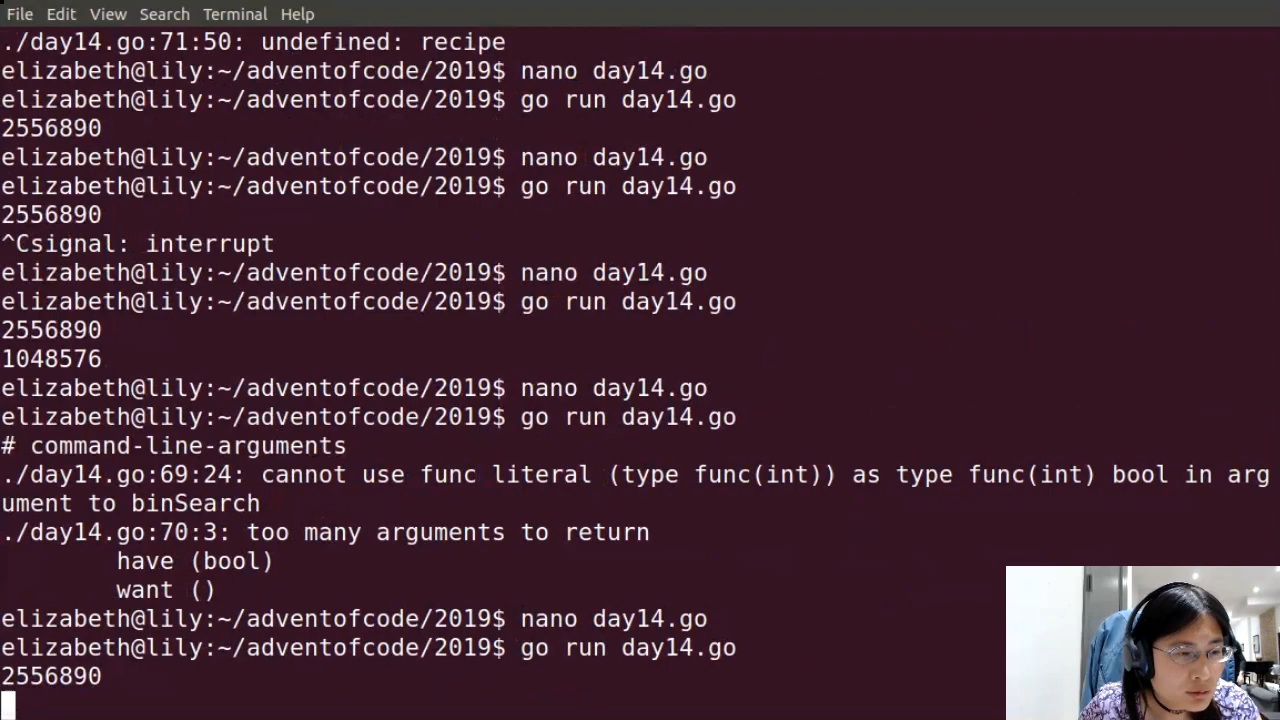 File Edit View Search Terminal Help
./day14.go:71:50: undefined: recipe
elizabeth@lily:~/adventofcode/2019$ nano day14.go
elizabeth@lily:~/adventofcode/2019$ go run day14.go
2556890
elizabeth@lily:~/adventofcode/2019$ nano day14.go
elizabeth@lily:~/adventofcode/2019$ go run day14.go
2556890
^Csignal: interrupt
elizabeth@lily:~/adventofcode/2019$ nano day14.go
elizabeth@lily:~/adventofcode/2019$ go run day14.go
2556890
1048576
elizabeth@lily:~/adventofcode/2019$ nano day14.go
elizabeth@lily:~/adventofcode/2019$ go run day14.go
# command-line-arguments
./day14.go:69:24: cannot use func literal (type func(int)) as type func(int) bool in arg
ument to binSearch
./day14.go:70:3: too many arguments to return
have (bool)
want ()
elizabeth@lily:~/adventofcode/2019$ nano day14.go
elizabeth@lily:~/adventofcode/2019$ go run day14.go
2556890